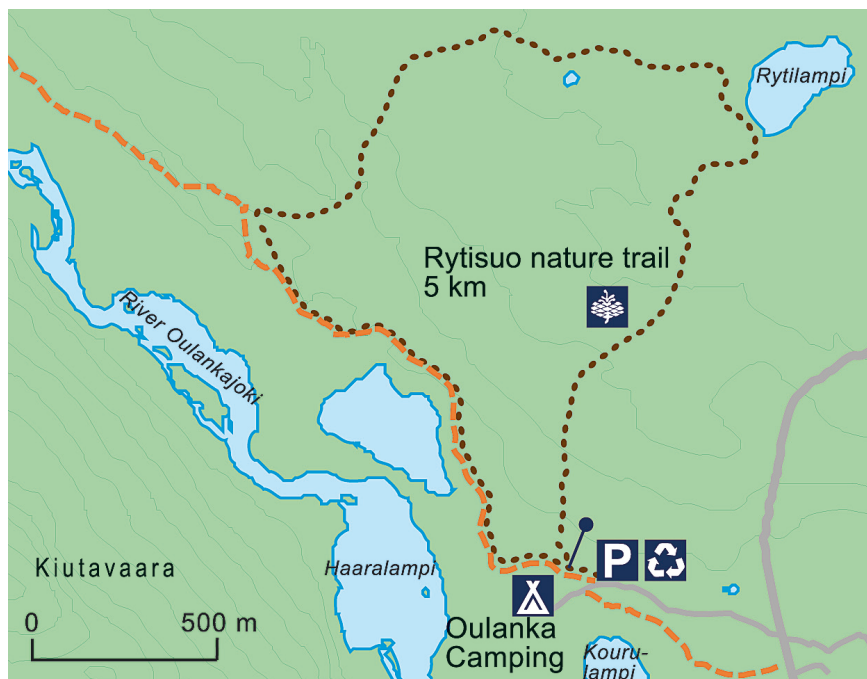 Rytilampi
Rytisuo nature trail
5 km
River Oulankajoki
Haaralampi
P
Kiutavaara
0 500 m
Oulanka
Camping
Kouru-
lampi